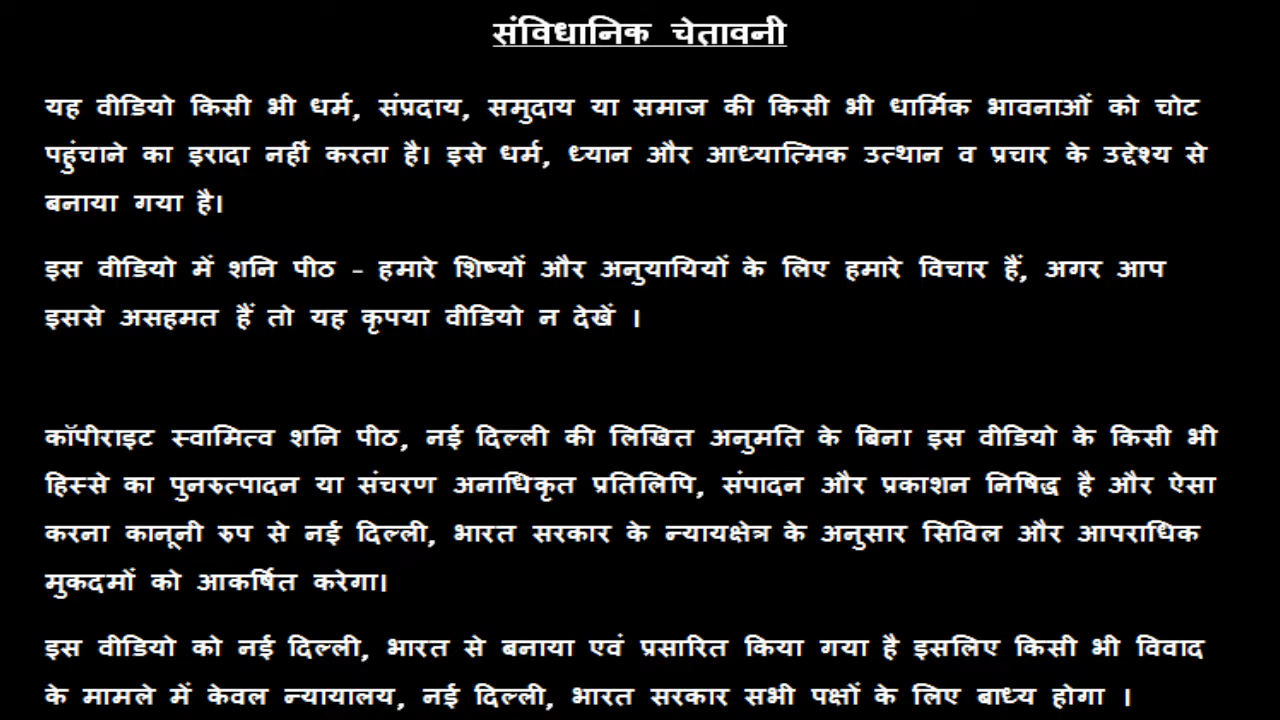 संविधानिक चेतावनी
यह वीडियो किसी भी धर्म, संप्रदाय, समुदाय या समाज की किसी भी धार्मिक भावनाओं को चोट
पहुंचाने का इरादा नहीं करता है। इसे धर्म, ध्यान और आध्यात्मिक उत्थान व प्रचार के उद्देश्य से
बनाया गया है।
इस वीडियो में शनि पीठ – हमारे शिष्यों और अनुयायियों के लिए हमारे विचार हैं, अगर आप
इससे असहमत हैं तो यह कृपया वीडियो न देखें ।
कॉपीराइट स्वामित्व शनि पीठ, नई दिल्ली की लिखित अनुमति के बिना इस वीडियो के किसी भी
हिस्से का पुनरुत्पादन या संचरण अनाधिकृत प्रतिलिपि, संपादन और प्रकाशन निषिद्ध है और ऐसा
करना कानूनी रुप से नई दिल्ली, भारत सरकार के न्यायक्षेत्र के अनुसार सिविल और आपराधिक
मुकदमों को आकर्षित करेगा।
इस वीडियो को नई दिल्ली, भारत से बनाया एवं प्रसारित किया गया है इसलिए किसी भी विवाद
के मामले में केवल न्यायालय, नई दिल्ली, भारत सरकार सभी पक्षों के लिए बाध्य होगा ।